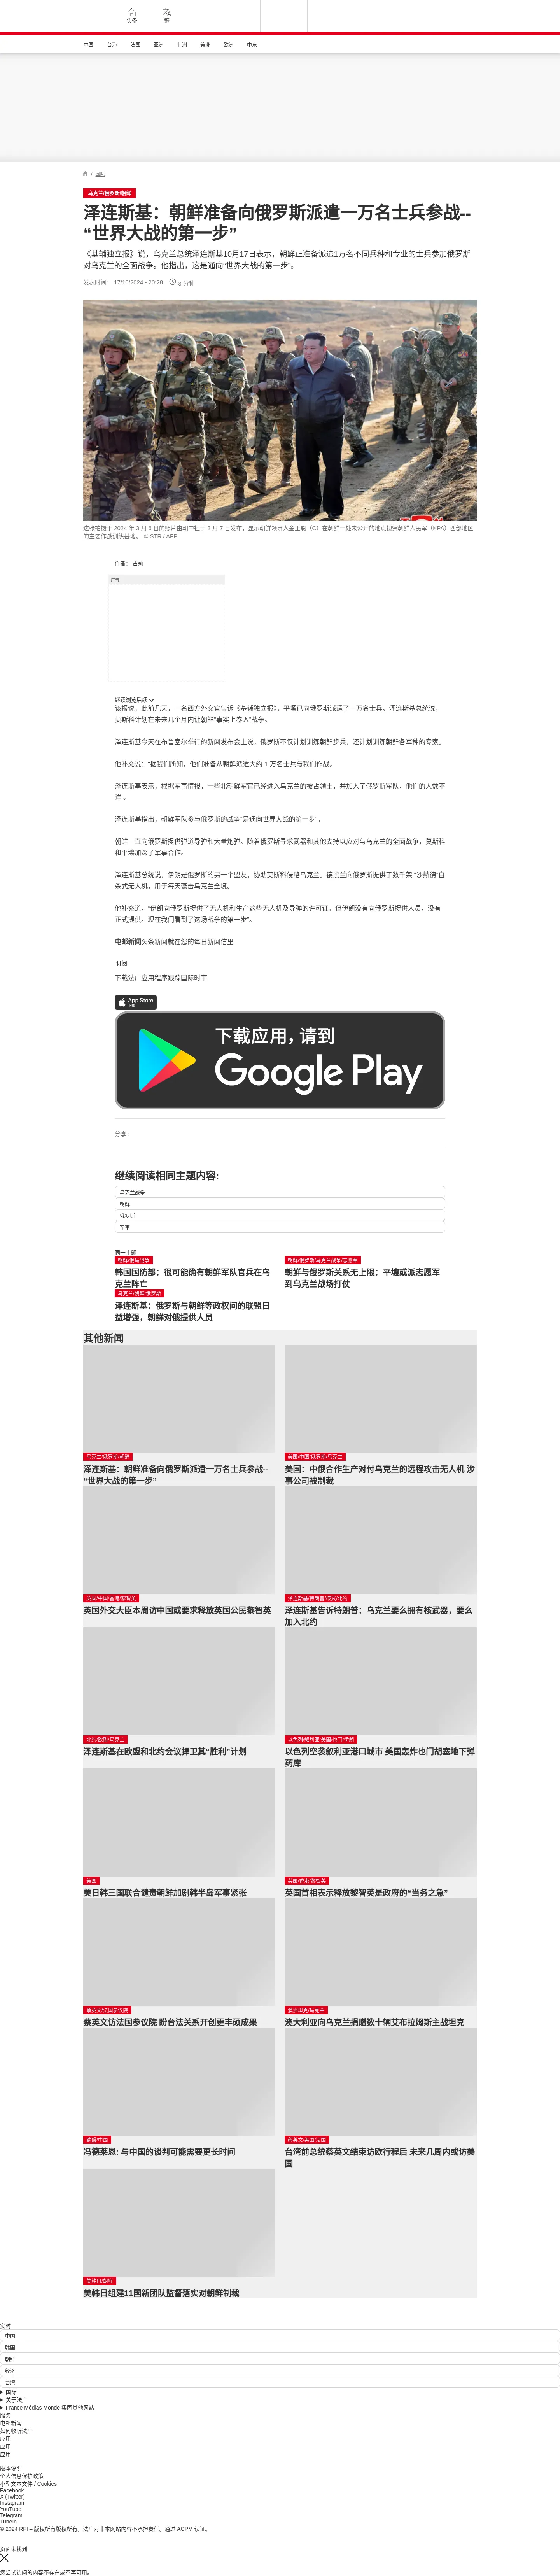 头条
繁
中国
台海
法国
亚洲
非洲
美洲
欧洲
中东
/ 国际
乌克兰/俄罗斯/朝鲜
泽连斯基：朝鲜准备向俄罗斯派遣一万名士兵参战--
“世界大战的第一步”
《基辅独立报》说，乌克兰总统泽连斯基10月17日表示，朝鲜正准备派遣1万名不同兵种和专业的士兵参加俄罗斯
对乌克兰的全面战争。他指出，这是通向“世界大战的第一步”。
发表时间： 17/10/2024 - 20:28
3 分钟
这张拍摄于 2024 年 3 月 6 日的照片由朝中社于 3 月 7 日发布，显示朝鲜领导人金正恩（C）在朝鲜一处未公开的地点视察朝鲜人民军（KPA）西部地区
的主要作战训练基地。 © STR / AFP
作者： 古莉
广告
继续浏览后续
该报说，此前几天，一名西方外交官告诉《基辅独立报》，平壤已向俄罗斯派遣了一万名士兵。泽连斯基总统说，
莫斯科计划在未来几个月内让朝鲜“事实上卷入”战争。
泽连斯基今天在布鲁塞尔举行的新闻发布会上说，俄罗斯不仅计划训练朝鲜步兵，还计划训练朝鲜各军种的专家。
他补充说：“据我们所知，他们准备从朝鲜派遣大约 1 万名士兵与我们作战。
泽连斯基表示，根据军事情报，一些北朝鲜军官已经进入乌克兰的被占领土，并加入了俄罗斯军队，他们的人数不
详 。
泽连斯基指出，朝鲜军队参与俄罗斯的战争“是通向世界大战的第一步”。
朝鲜一直向俄罗斯提供弹道导弹和大量炮弹。随着俄罗斯寻求武器和其他支持以应对与乌克兰的全面战争，莫斯科
和平壤加深了军事合作。
泽连斯基总统说，伊朗是俄罗斯的另一个盟友，协助莫斯科侵略乌克兰。德黑兰向俄罗斯提供了数千架 “沙赫德”自
杀式无人机，用于每天袭击乌克兰全境。
他补充道，“伊朗向俄罗斯提供了无人机和生产这些无人机及导弹的许可证。但伊朗没有向俄罗斯提供人员，没有
正式提供。现在我们看到了这场战争的第一步”。
电邮新闻头条新闻就在您的每日新闻信里
订阅
下载法广应用程序跟踪国际时事
App Store
下载
下载应用，请到
Google Play
分享 :
继续阅读相同主题内容:
乌克兰战争
朝鲜
俄罗斯
军事
同一主题
朝鲜/俄乌战争
韩国国防部：很可能确有朝鲜军队官兵在乌
克兰阵亡
朝鲜/俄罗斯/乌克兰战争/志愿军
朝鲜与俄罗斯关系无上限：平壤或派志愿军
到乌克兰战场打仗
乌克兰/朝鲜/俄罗斯
泽连斯基：俄罗斯与朝鲜等政权间的联盟日
益增强，朝鲜对俄提供人员
其他新闻
乌克兰/俄罗斯/朝鲜
泽连斯基：朝鲜准备向俄罗斯派遣一万名士兵参战--
“世界大战的第一步”
美国/中国/俄罗斯/乌克兰
美国：中俄合作生产对付乌克兰的远程攻击无人机 涉
事公司被制裁
英国/中国/香港/黎智英
英国外交大臣本周访中国或要求释放英国公民黎智英
泽连斯基/特朗普/核武/北约
泽连斯基告诉特朗普：乌克兰要么拥有核武器，要么
加入北约
北约/欧盟/乌克兰
泽连斯基在欧盟和北约会议捍卫其“胜利”计划
以色列/叙利亚/美国/也门/伊朗
以色列空袭叙利亚港口城市 美国轰炸也门胡塞地下弹
药库
美国
美日韩三国联合谴责朝鲜加剧韩半岛军事紧张
英国/香港/黎智英
英国首相表示释放黎智英是政府的“当务之急”
蔡英文/法国参议院
蔡英文访法国参议院 盼台法关系开创更丰硕成果
澳洲坦克/乌克兰
澳大利亚向乌克兰捐赠数十辆艾布拉姆斯主战坦克
欧盟/中国
冯德莱恩: 与中国的谈判可能需要更长时间
蔡英文/美国/法国
台湾前总统蔡英文结束访欧行程后 未来几周内或访美
国
美韩日/朝鲜
美韩日组建11国新团队监督落实对朝鲜制裁
实时
中国
韩国
朝鲜
经济
台湾
国际
关于法广
France Médias Monde 集团其他网站
服务
电邮新闻
如何收听法广
应用
应用
应用
版本说明
个人信息保护政策
小型文本文件 / Cookies
Facebook
X (Twitter)
Instagram
YouTube
Telegram
TuneIn
© 2024 RFI – 版权所有版权所有。法广对非本网站内容不承担责任。通过 ACPM 认证。
页面未找到
您尝试访问的内容不存在或不再可用。